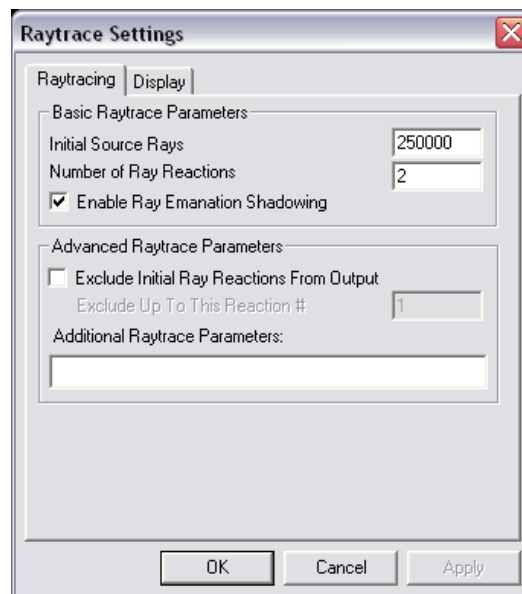 Raytrace Settings
Raytracing Display
Basic Raytrace Parameters
Initial Source Rays 250000
Number of Ray Reactions 2
Enable Ray Emanation Shadowing
Advanced Raytrace Parameters
Exclude Initial Ray Reactions From Output
Exclude Up To This Reaction # 1
Additional Raytrace Parameters:
OK Cancel Apply